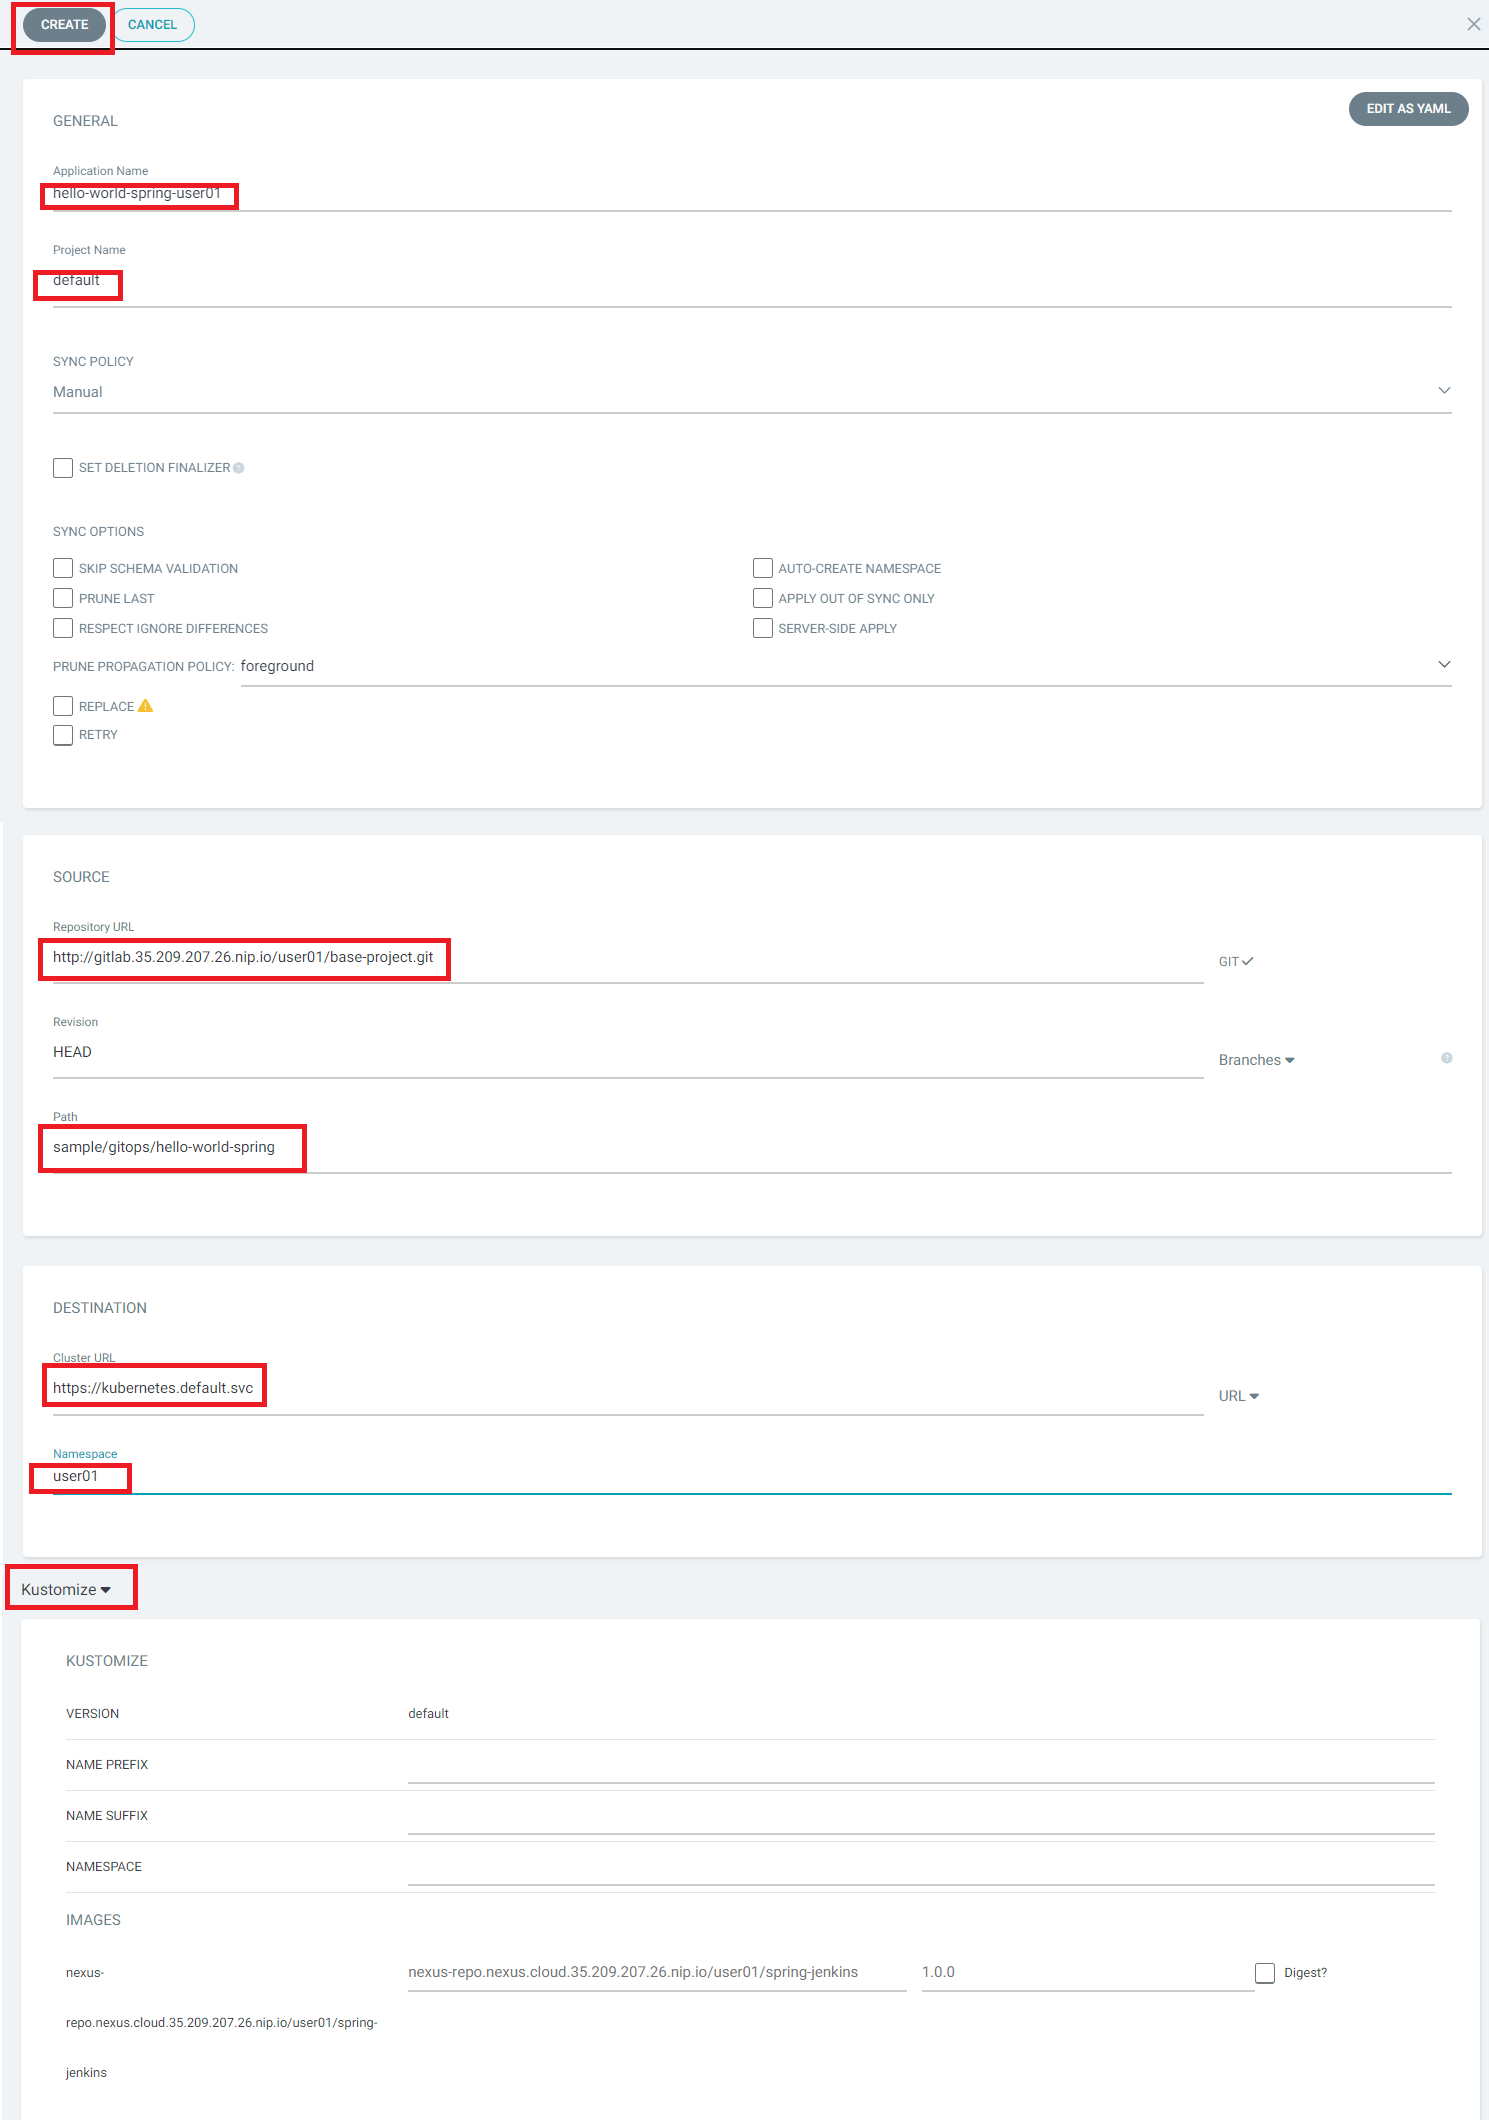 CREATE CANCEL
GENERAL
EDIT AS YAML
Application Name
hello-world-spring-user01
Project Name
default
SYNC POLICY
Manual
SET DELETION FINALIZER
SYNC OPTIONS
SKIP SCHEMA VALIDATION AUTO-CREATE NAMESPACE
PRUNE LAST APPLY OUT OF SYNC ONLY
RESPECT IGNORE DIFFERENCES SERVER-SIDE APPLY
PRUNE PROPAGATION POLICY: foreground
REPLACE
RETRY
SOURCE
Repository URL
http://gitlab.35.209.207.26.nip.io/user01/base-project.git GIT
Revision
HEAD Branches
Path
sample/gitops/hello-world-spring
DESTINATION
Cluster URL
https://kubernetes.default.svc URL
Namespace
user01
Kustomize
KUSTOMIZE
VERSION default
NAME PREFIX
NAME SUFFIX
NAMESPACE
IMAGES
nexus- nexus-repo.nexus.cloud.35.209.207.26.nip.io/user01/spring-jenkins 1.0.0 Digest?
repo.nexus.cloud.35.209.207.26.nip.io/user01/spring-
jenkins